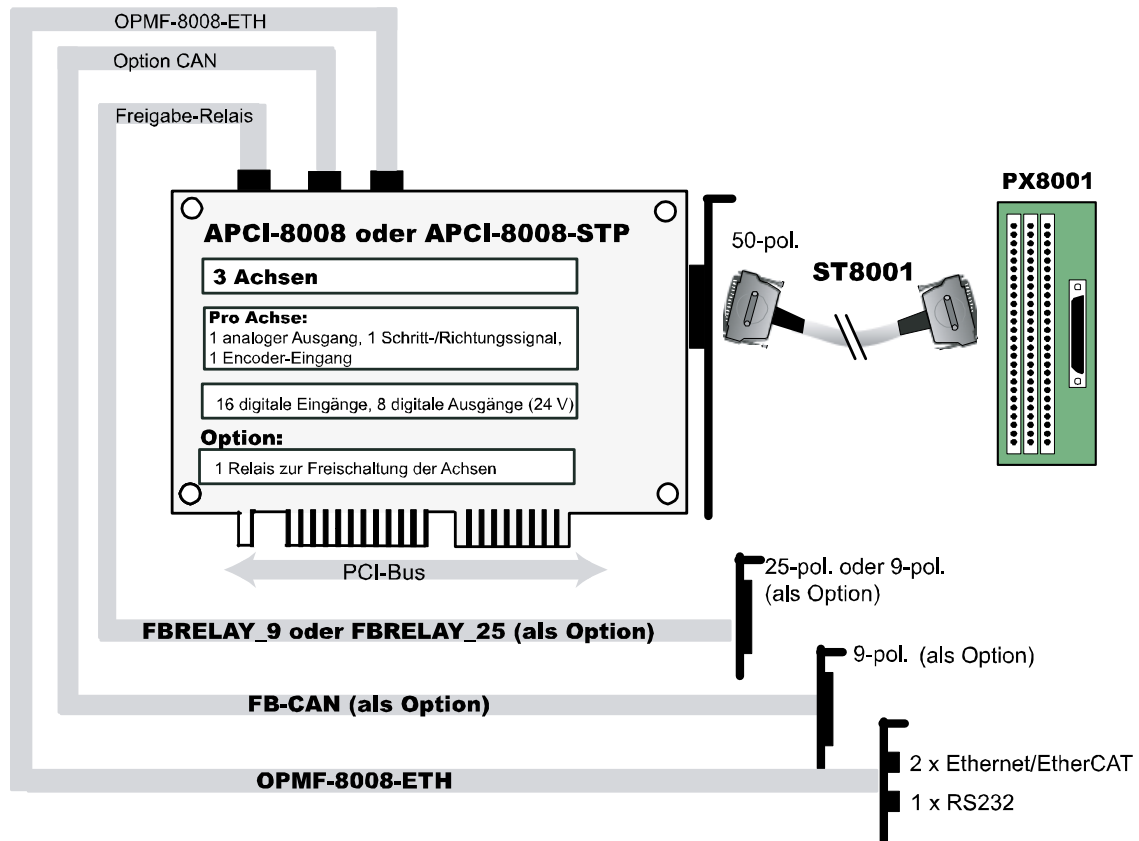 OPMF-8008-ETH
Option CAN
Freigabe-Relais
APCI-8008 oder APCI-8008-STP
3 Achsen
Pro Achse:
1 analoger Ausgang, 1 Schritt-/Richtungssignal,
1 Encoder-Eingang
16 digitale Eingänge, 8 digitale Ausgänge (24 V)
Option:
1 Relais zur Freischaltung der Achsen
PCI-Bus
50-pol.
ST8001
PX8001
25-pol. oder 9-pol.
(als Option)
FBRELAY_9 oder FBRELAY_25 (als Option)
9-pol. (als Option)
FB-CAN (als Option)
OPMF-8008-ETH
2 x Ethernet/EtherCAT
1 x RS232